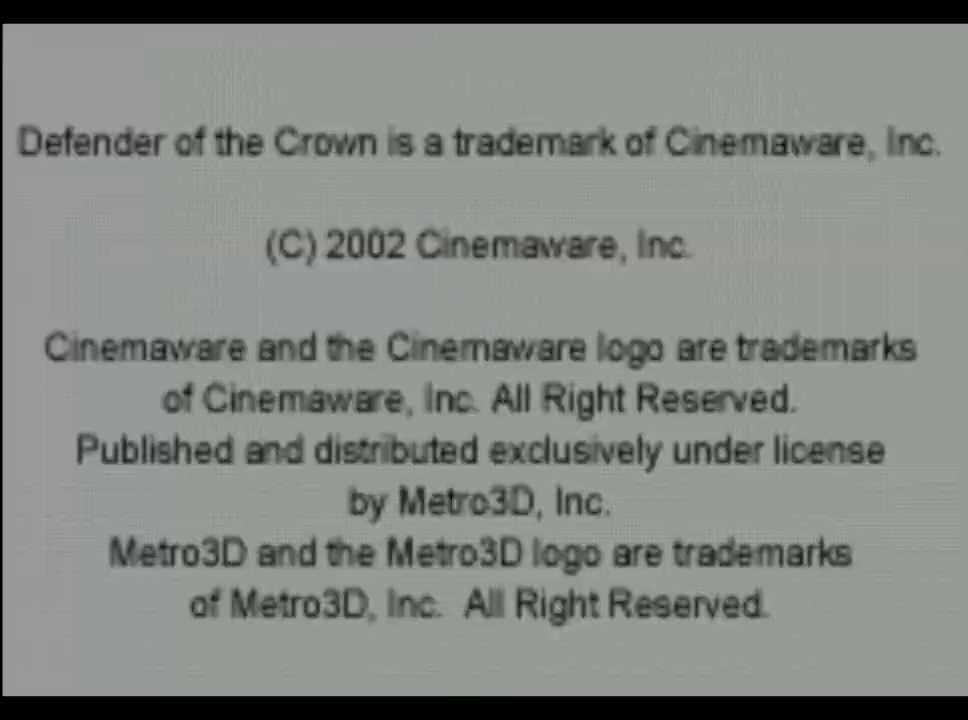 Defender of the Crown is a trademark of Cinemaware, Inc.
(C) 2002 Cinemaware, Inc.
Cinemaware and the Cinemaware logo are trademarks
of Cinemaware, Inc. All Right Reserved.
Published and distributed exclusively under license
by Metro3D, Inc.
Metro3D and the Metro3D logo are trademarks
of Metro3D, Inc. All Right Reserved.